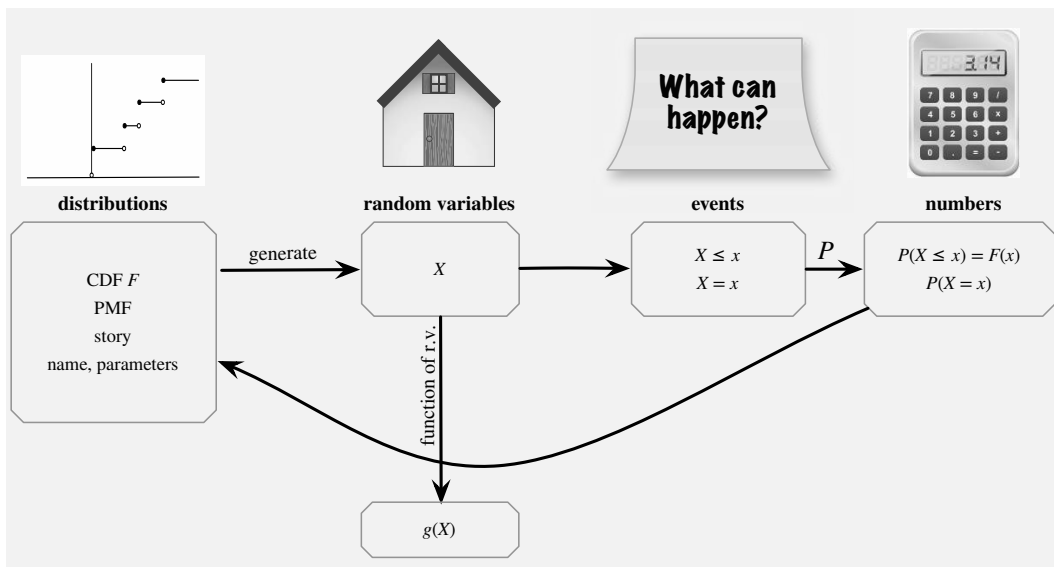 What can
happen?
3.14
7 8 9 /
4 5 6 x
1 2 3 +
0 . = -
distributions
random variables
events
numbers
CDF F
PMF
story
name, parameters
generate
X
X ≤ x
X = x
P
P(X ≤ x) = F(x)
P(X = x)
function of r.v.
g(X)